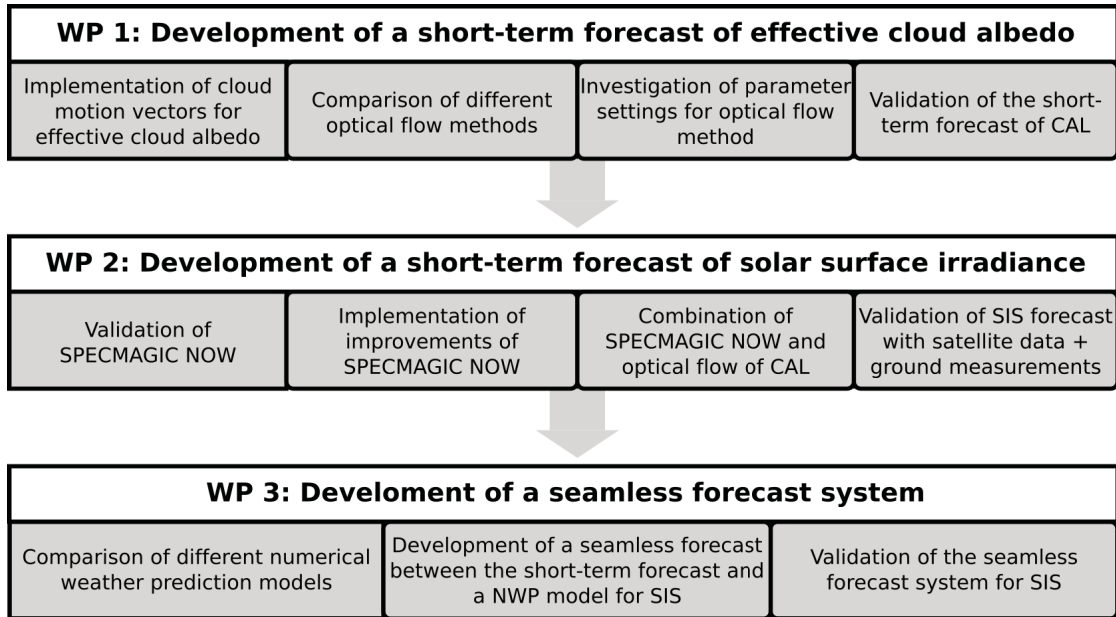 WP 1: Development of a short-term forecast of effective cloud albedo
Implementation of cloud
motion vectors for
effective cloud albedo
Comparison of different
optical flow methods
Investigation of parameter
settings for optical flow
method
Validation of the short-
term forecast of CAL
WP 2: Development of a short-term forecast of solar surface irradiance
Validation of
SPECMAGIC NOW
Implementation of
improvements of
SPECMAGIC NOW
Combination of
SPECMAGIC NOW and
optical flow of CAL
Validation of SIS forecast
with satellite data +
ground measurements
WP 3: Develoment of a seamless forecast system
Comparison of different numerical
weather prediction models
Development of a seamless forecast
between the short-term forecast and
a NWP model for SIS
Validation of the seamless
forecast system for SIS